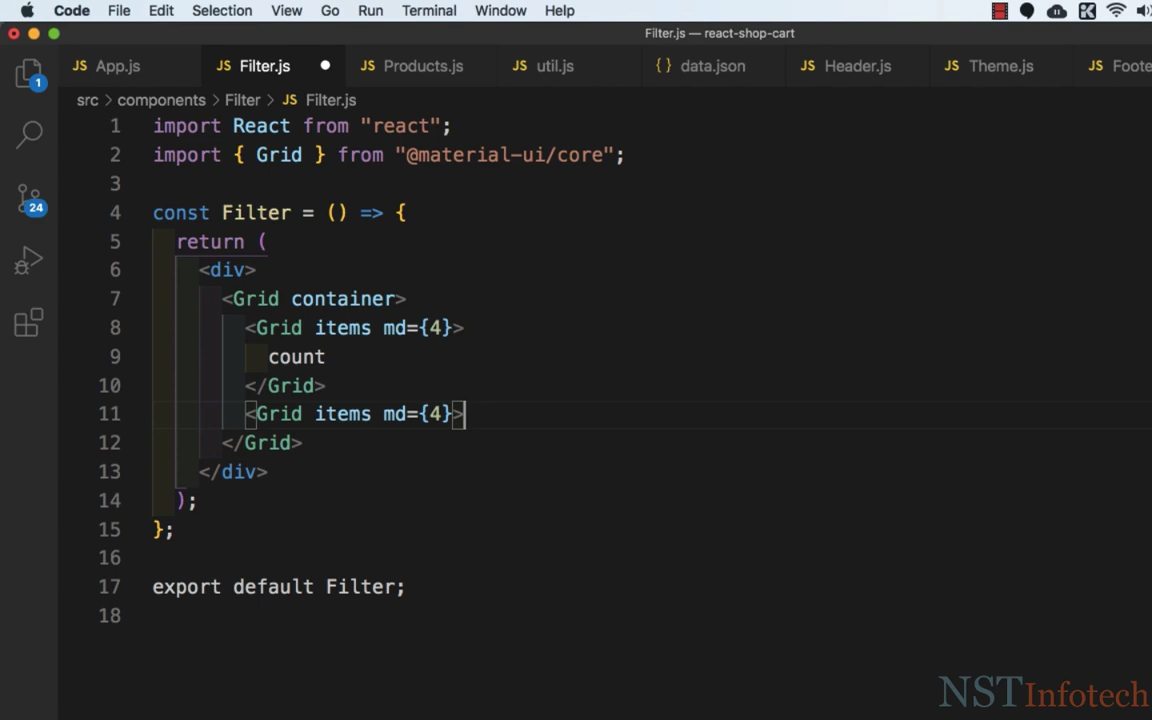 Code File Edit Selection View Go Run Terminal Window Help
Filter.js — react-shop-cart
JS App.js JS Filter.js JS Products.js JS util.js {} data.json JS Header.js JS Theme.js JS Foote
src > components > Filter > JS Filter.js
1
24
1 import React from "react";
2 import { Grid } from "@material-ui/core";
3
4 const Filter = () => {
5 return (
6 <div>
7 <Grid container>
8 <Grid items md={4}>
9 count
10 </Grid>
11 <Grid items md={4}>
12 </Grid>
13 </div>
14 );
15 };
16
17 export default Filter;
18
NSTInfotech